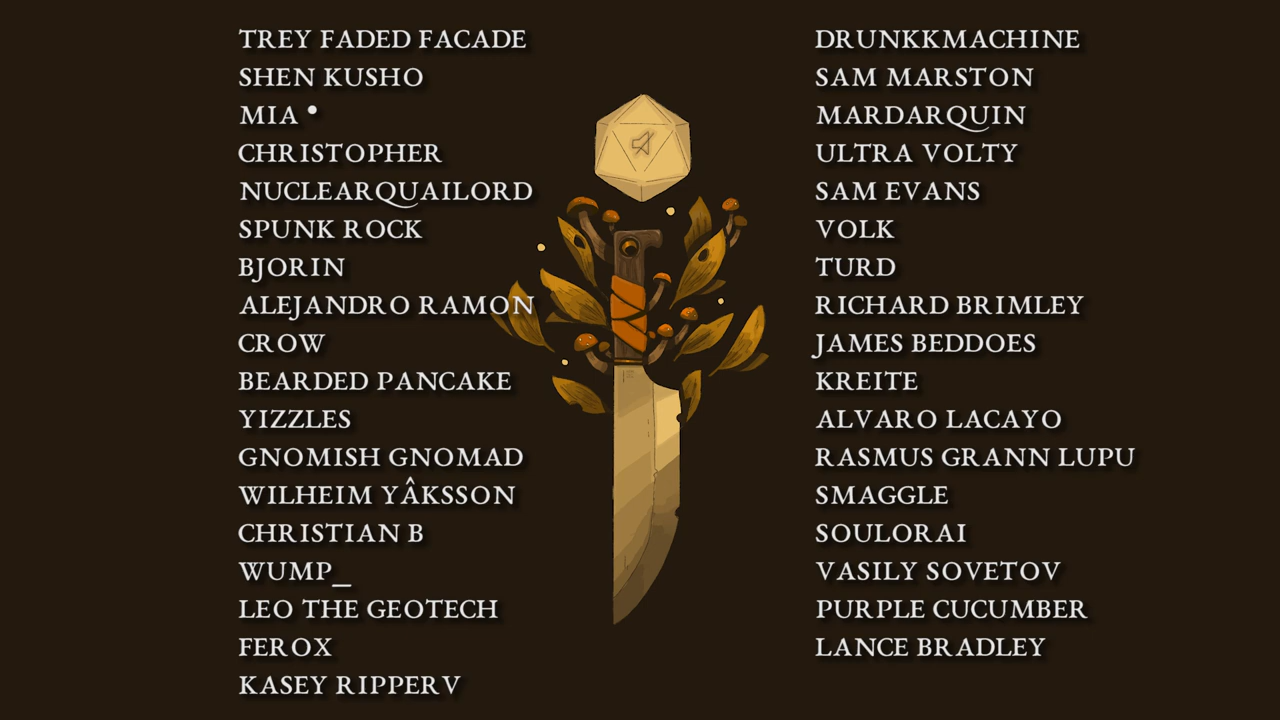 TREY FADED FACADE
SHEN KUSHO
MIA •
CHRISTOPHER
NUCLEARQUAILORD
SPUNK ROCK
BJORIN
ALEJANDRO RAMON
CROW
BEARDED PANCAKE
YIZZLES
GNOMISH GNOMAD
WILHEIM YÂKSSON
CHRISTIAN B
WUMP_
LEO THE GEOTECH
FEROX
KASEY RIPPERV
DRUNKKMACHINE
SAM MARSTON
MARDARQUIN
ULTRA VOLTY
SAM EVANS
VOLK
TURD
RICHARD BRIMLEY
JAMES BEDDOES
KREITE
ALVARO LACAYO
RASMUS GRANN LUPU
SMAGGLE
SOULORAI
VASILY SOVETOV
PURPLE CUCUMBER
LANCE BRADLEY